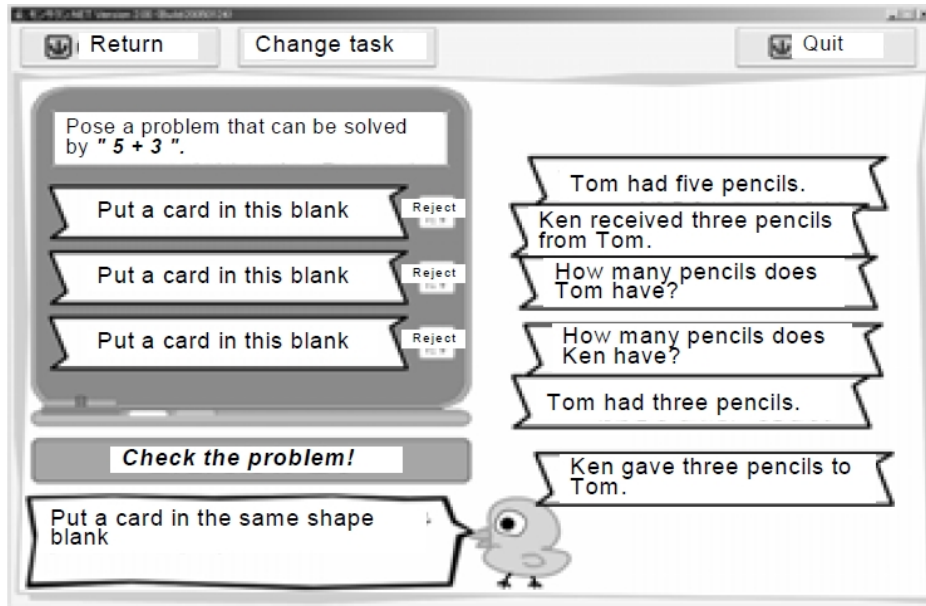 Return
Change task
Quit
Pose a problem that can be solved
by " 5 + 3 ".
Put a card in this blank
Reject
Put a card in this blank
Reject
Put a card in this blank
Reject
Check the problem!
Put a card in the same shape
blank
Tom had five pencils.
Ken received three pencils
from Tom.
How many pencils does
Tom have?
How many pencils does
Ken have?
Tom had three pencils.
Ken gave three pencils to
Tom.